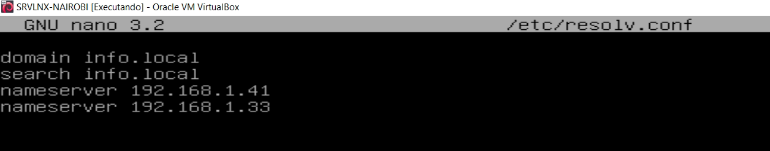 SRVLNX-NAIROBI [Executando] - Oracle VM VirtualBox
GNU nano 3.2 /etc/resolv.conf
domain info.local
search info.local
nameserver 192.168.1.41
nameserver 192.168.1.33